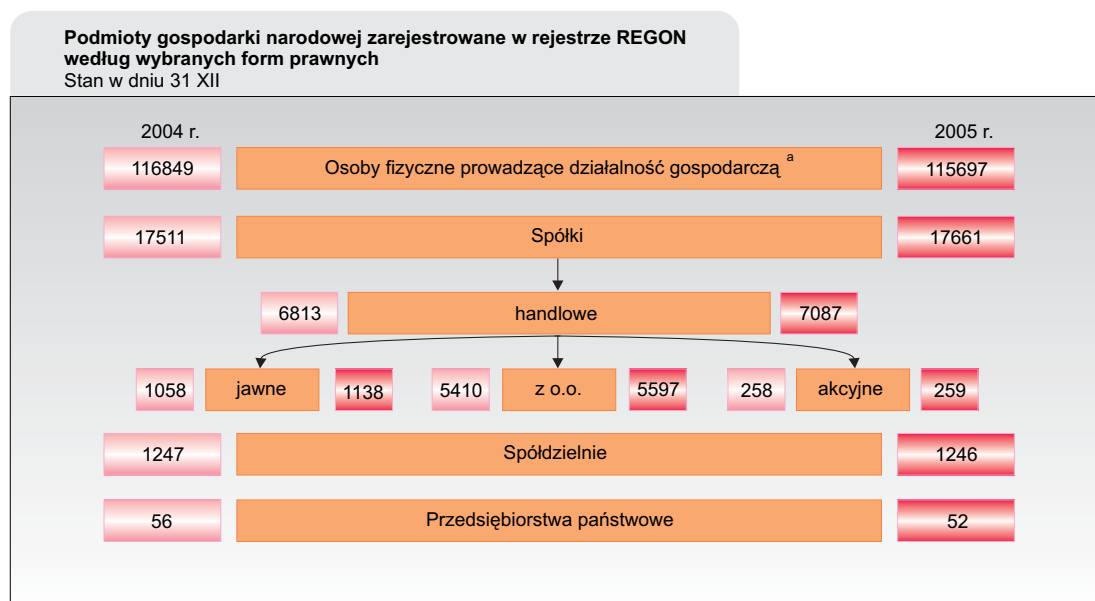 Podmioty gospodarki narodowej zarejestrowane w rejestrze REGON
według wybranych form prawnych
Stan w dniu 31 XII
2004 r. 2005 r.
116849 Osoby fizyczne prowadzące działalność gospodarczą a 115697
17511 Spółki 17661
6813 handlowe 7087
1058 jawne 1138 5410 z o.o. 5597 258 akcyjne 259
1247 Spółdzielnie 1246
56 Przedsiębiorstwa państwowe 52